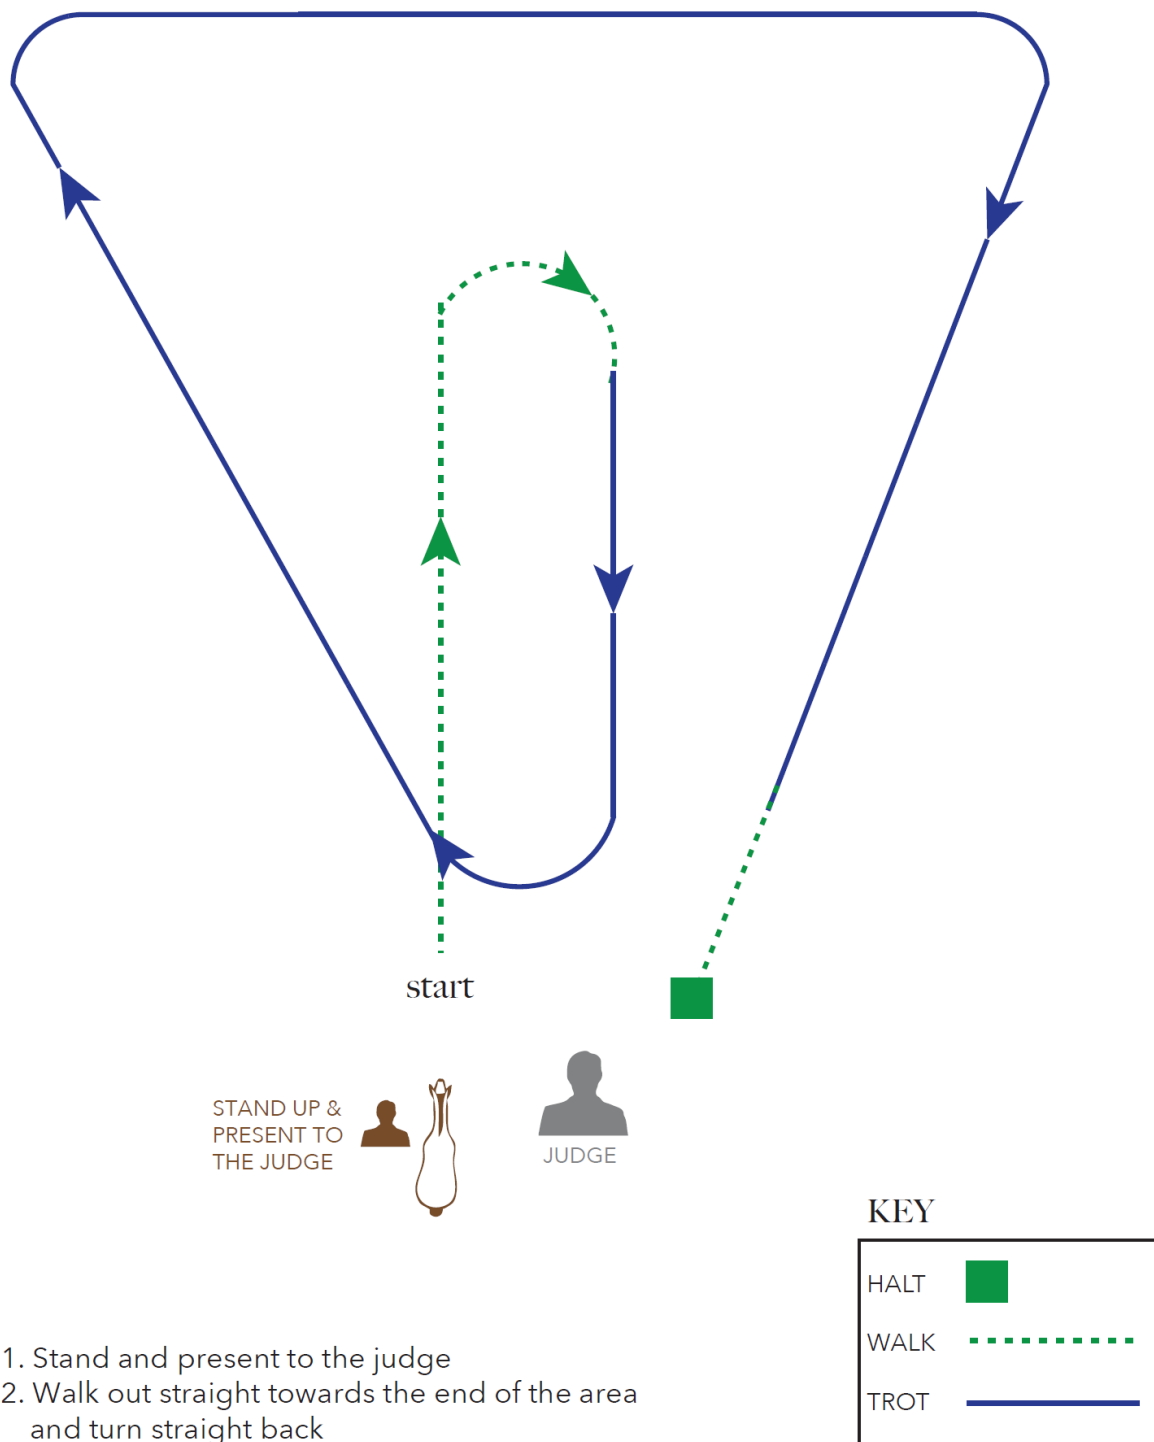 start
STAND UP &
PRESENT TO
THE JUDGE
JUDGE
KEY
HALT
WALK
TROT
1. Stand and present to the judge
2. Walk out straight towards the end of the area
and turn straight back